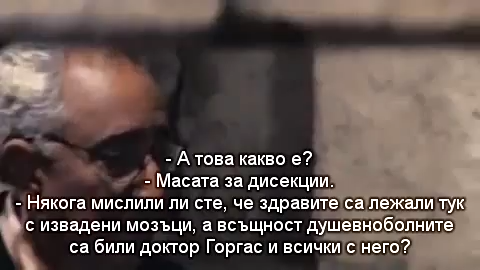 - А това какво е?
- Масата за дисекции.
- Някога мислили ли сте, че здравите са лежали тук
с извадени мозъци, а всъщност душевноболните
са били доктор Горгас и всички с него?